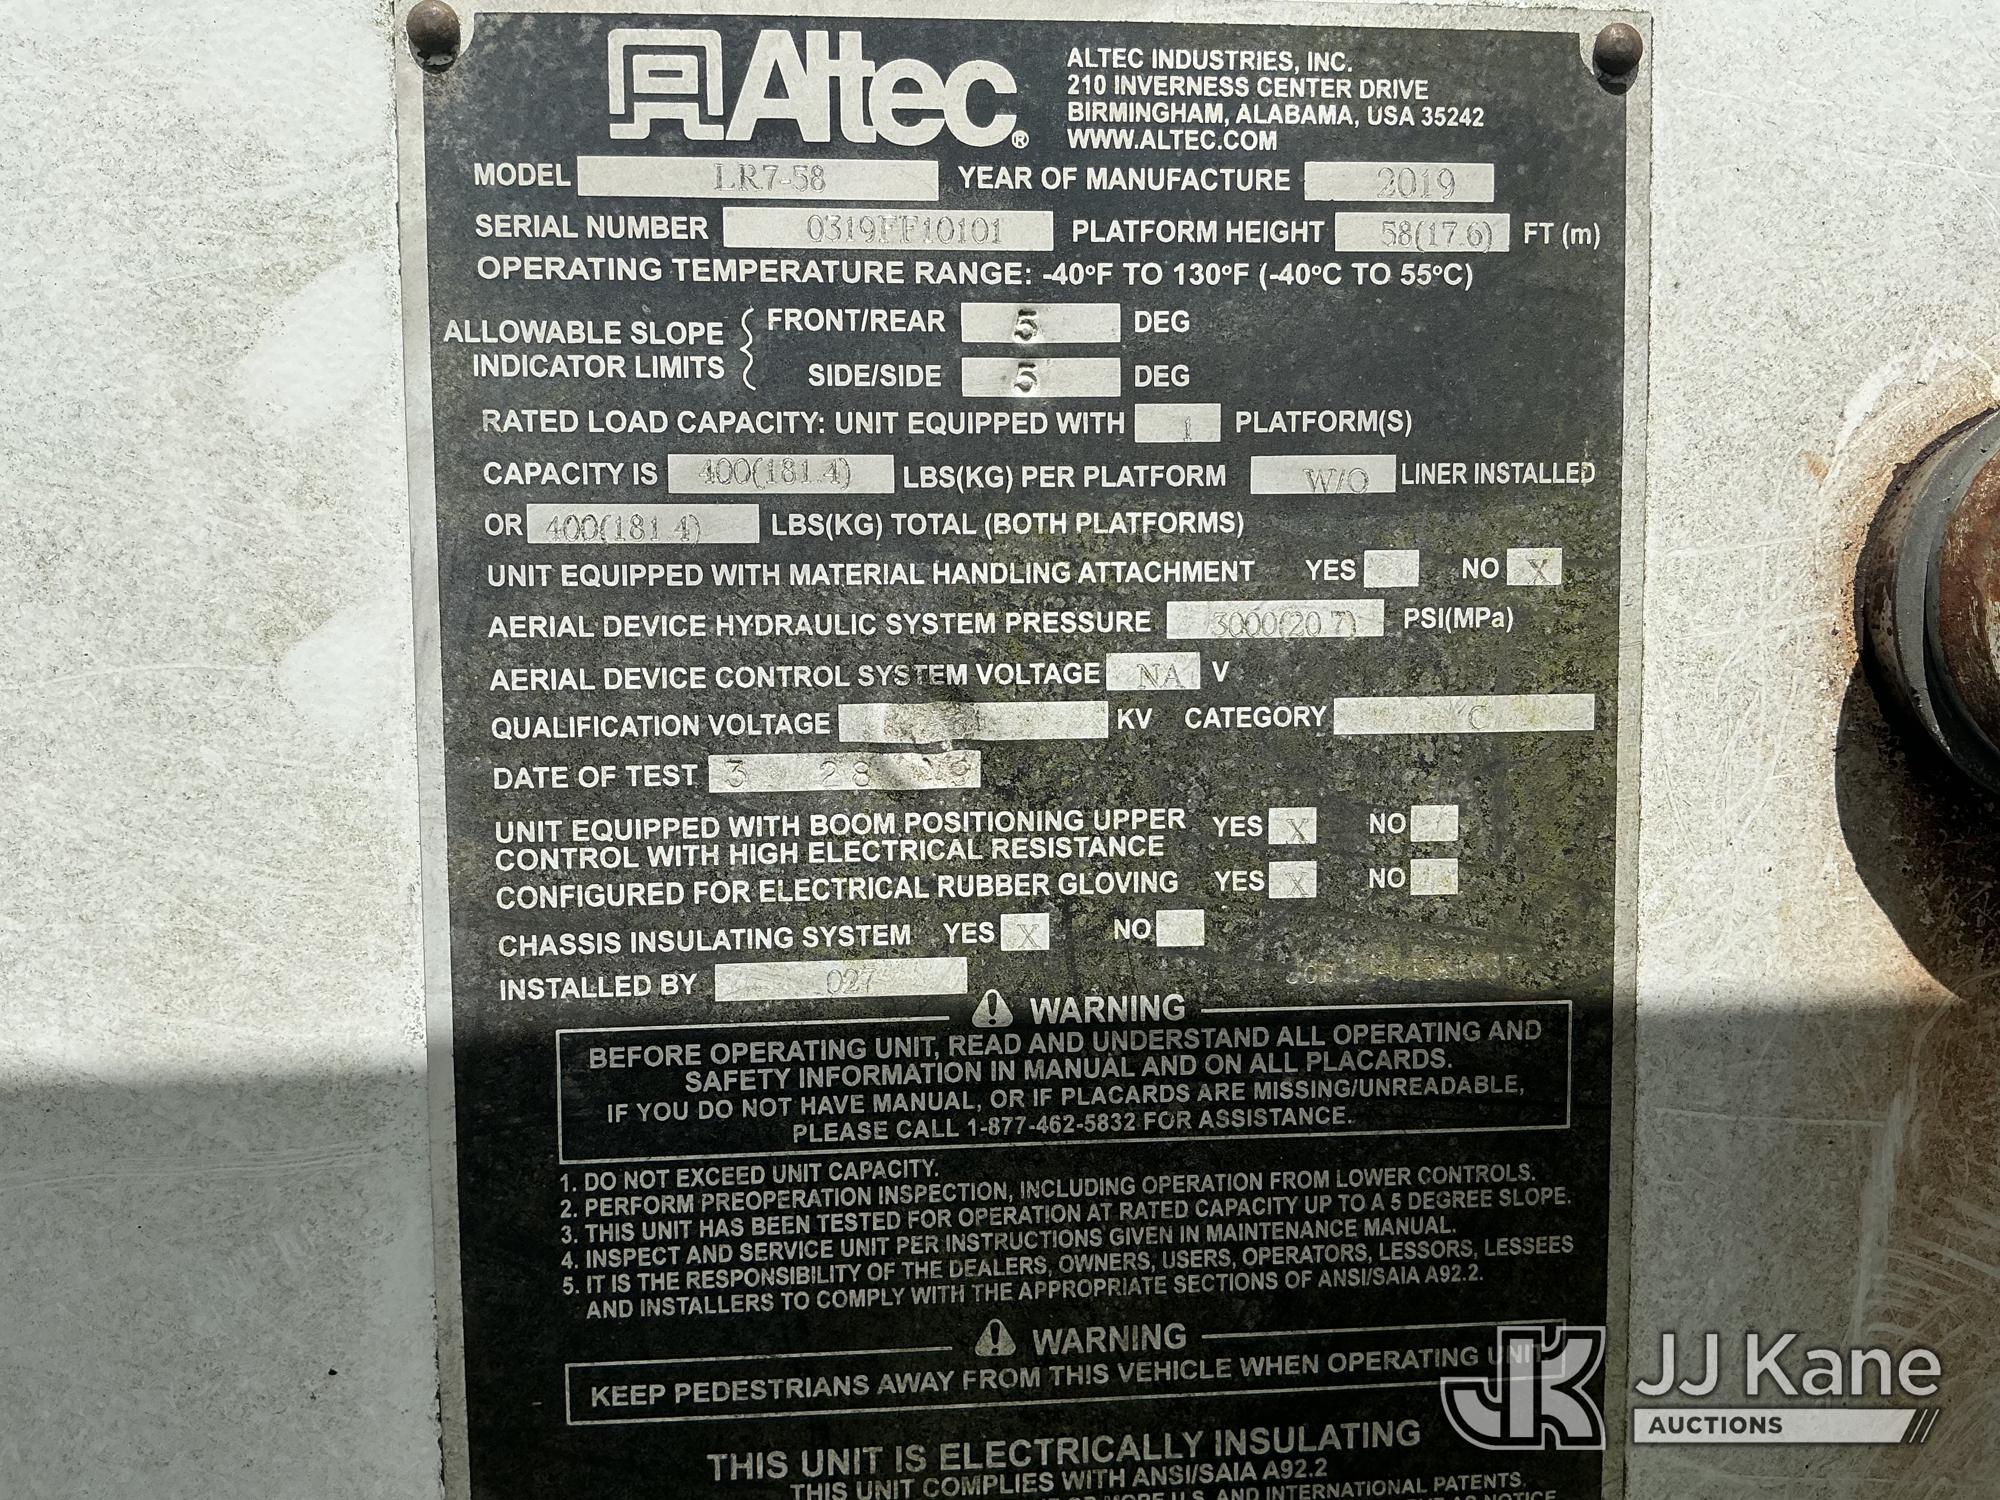 Altec®
ALTEC INDUSTRIES, INC.
210 INVERNESS CENTER DRIVE
BIRMINGHAM, ALABAMA, USA 35242
WWW.ALTEC.COM
MODEL LR7-58 YEAR OF MANUFACTURE 2019
SERIAL NUMBER 0319FF10101 PLATFORM HEIGHT 58(17.6) FT (m)
OPERATING TEMPERATURE RANGE: -40ºF TO 130ºF (-40ºC TO 55ºC)
ALLOWABLE SLOPE INDICATOR LIMITS { FRONT/REAR 5 DEG
SIDE/SIDE 5 DEG
RATED LOAD CAPACITY: UNIT EQUIPPED WITH 1 PLATFORM(S)
CAPACITY IS 400(181.4) LBS(KG) PER PLATFORM W/O LINER INSTALLED
OR 400(181.4) LBS(KG) TOTAL (BOTH PLATFORMS)
UNIT EQUIPPED WITH MATERIAL HANDLING ATTACHMENT YES NO X
AERIAL DEVICE HYDRAULIC SYSTEM PRESSURE 3000(20.7) PSI(MPa)
AERIAL DEVICE CONTROL SYSTEM VOLTAGE NA V
QUALIFICATION VOLTAGE KV CATEGORY C
DATE OF TEST 3 28
UNIT EQUIPPED WITH BOOM POSITIONING UPPER YES X NO
CONTROL WITH HIGH ELECTRICAL RESISTANCE
CONFIGURED FOR ELECTRICAL RUBBER GLOVING YES X NO
CHASSIS INSULATING SYSTEM YES X NO
INSTALLED BY 027
WARNING
BEFORE OPERATING UNIT, READ AND UNDERSTAND ALL OPERATING AND
SAFETY INFORMATION IN MANUAL AND ON ALL PLACARDS.
IF YOU DO NOT HAVE MANUAL, OR IF PLACARDS ARE MISSING/UNREADABLE,
PLEASE CALL 1-877-462-5832 FOR ASSISTANCE.
1. DO NOT EXCEED UNIT CAPACITY.
2. PERFORM PREOPERATION INSPECTION, INCLUDING OPERATION FROM LOWER CONTROLS.
3. THIS UNIT HAS BEEN TESTED FOR OPERATION AT RATED CAPACITY UP TO A 5 DEGREE SLOPE.
4. INSPECT AND SERVICE UNIT PER INSTRUCTIONS GIVEN IN MAINTENANCE MANUAL.
5. IT IS THE RESPONSIBILITY OF THE DEALERS, OWNERS, USERS, OPERATORS, LESSORS, LESSEES
AND INSTALLERS TO COMPLY WITH THE APPROPRIATE SECTIONS OF ANSI/SAIA A92.2.
WARNING
KEEP PEDESTRIANS AWAY FROM THIS VEHICLE WHEN OPERATING UNIT
THIS UNIT IS ELECTRICALLY INSULATING
THIS UNIT COMPLIES WITH ANSI/SAIA A92.2
OR MORE U.S. AND INTERNATIONAL PATENTS.
NOTICE
JJ Kane
AUCTIONS